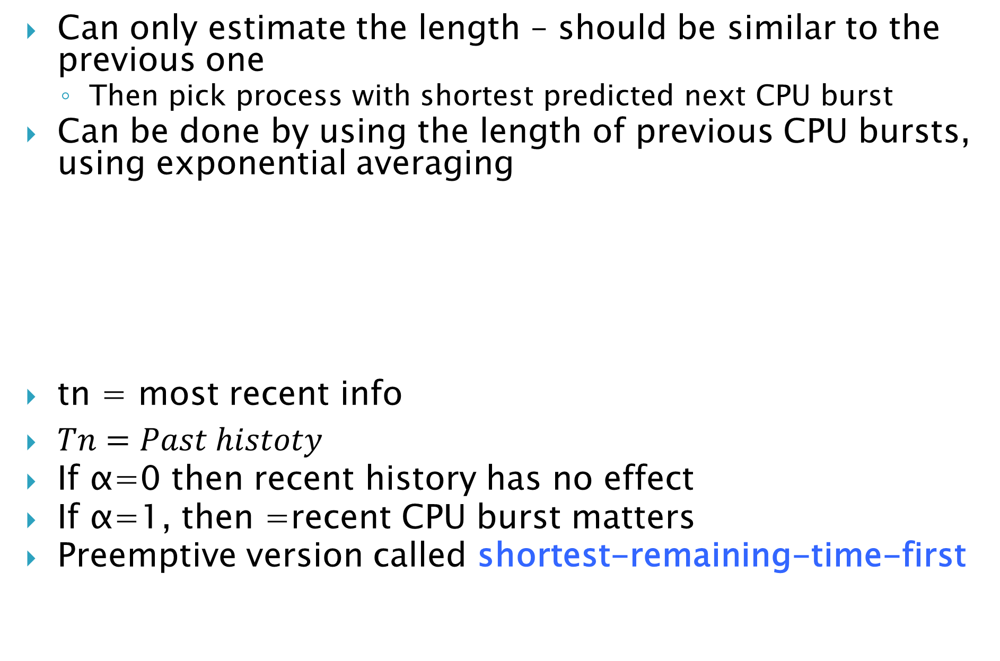 Can only estimate the length – should be similar to the
previous one
Then pick process with shortest predicted next CPU burst
Can be done by using the length of previous CPU bursts,
using exponential averaging
tn = most recent info
Tn = Past histoty
If α=0 then recent history has no effect
If α=1, then =recent CPU burst matters
Preemptive version called shortest-remaining-time-first